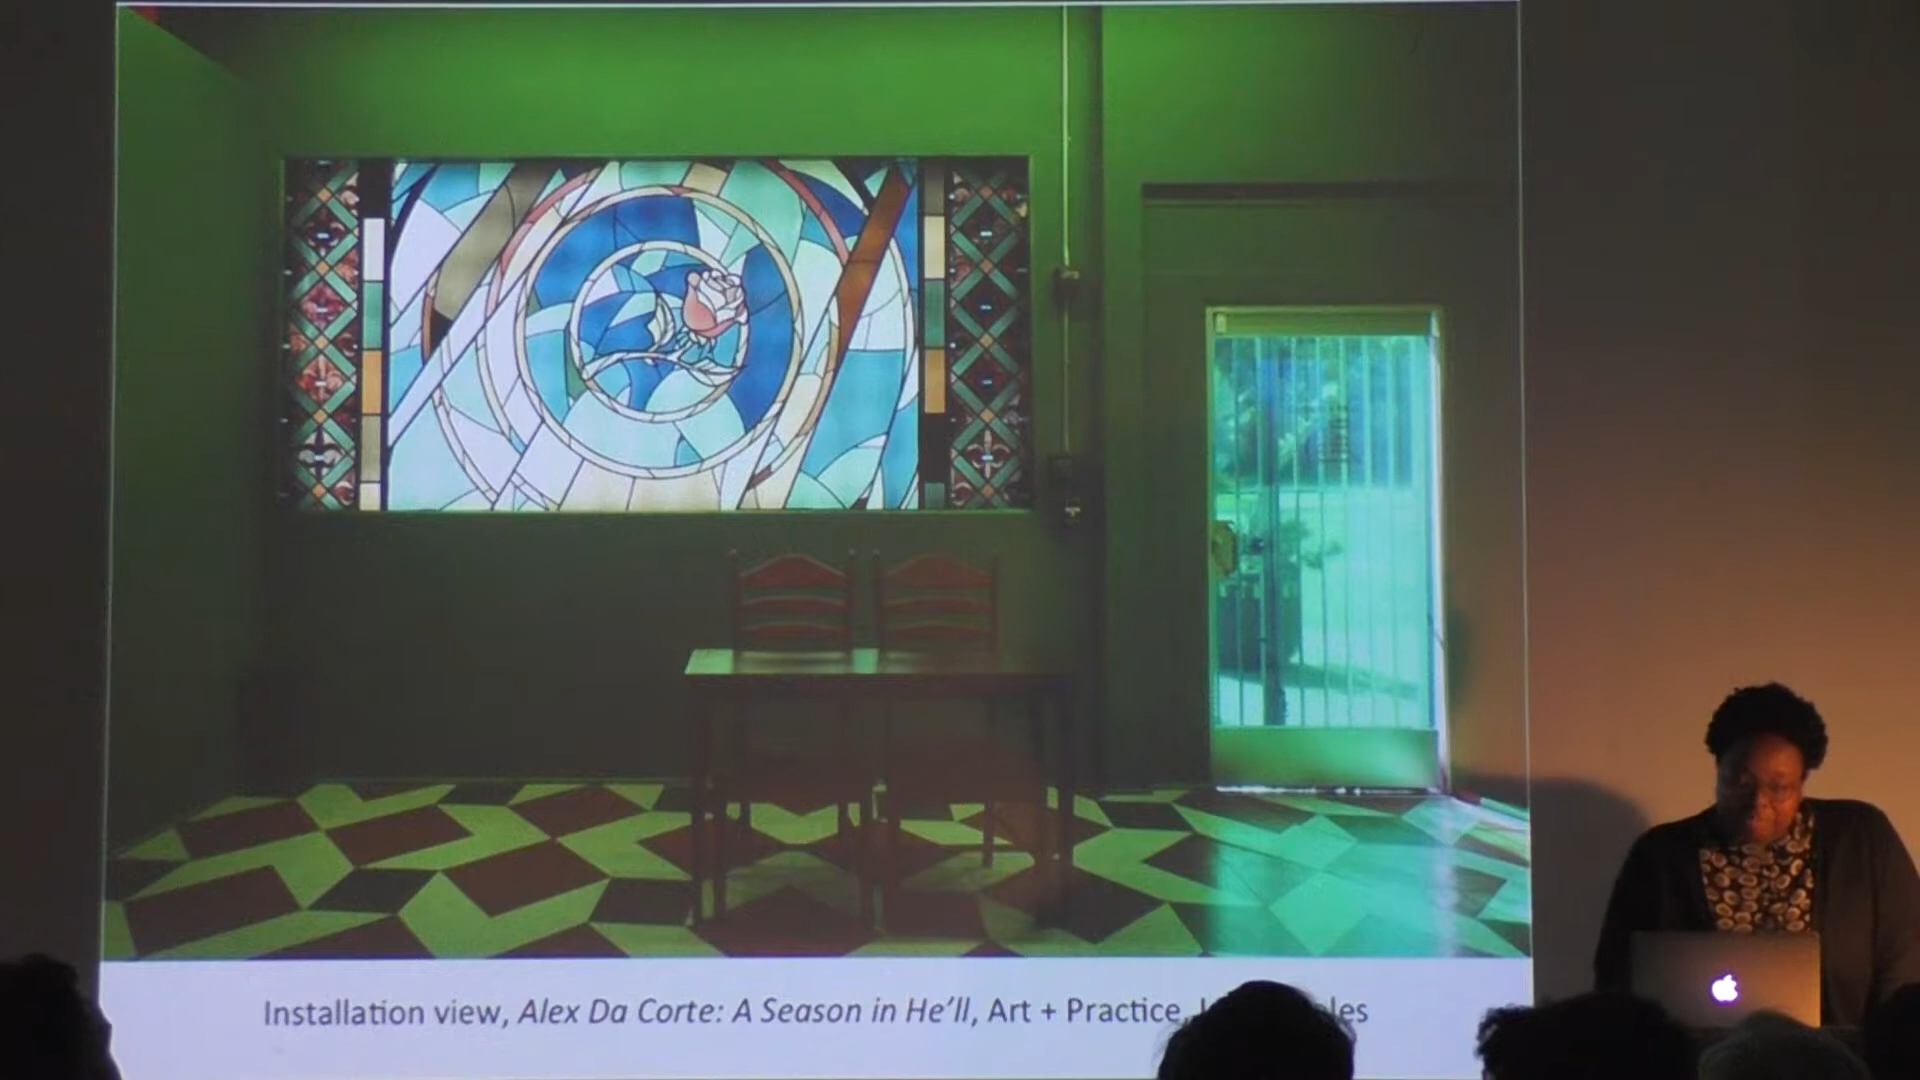 Installation view, Alex Da Corte: A Season in He'll, Art + Practice,